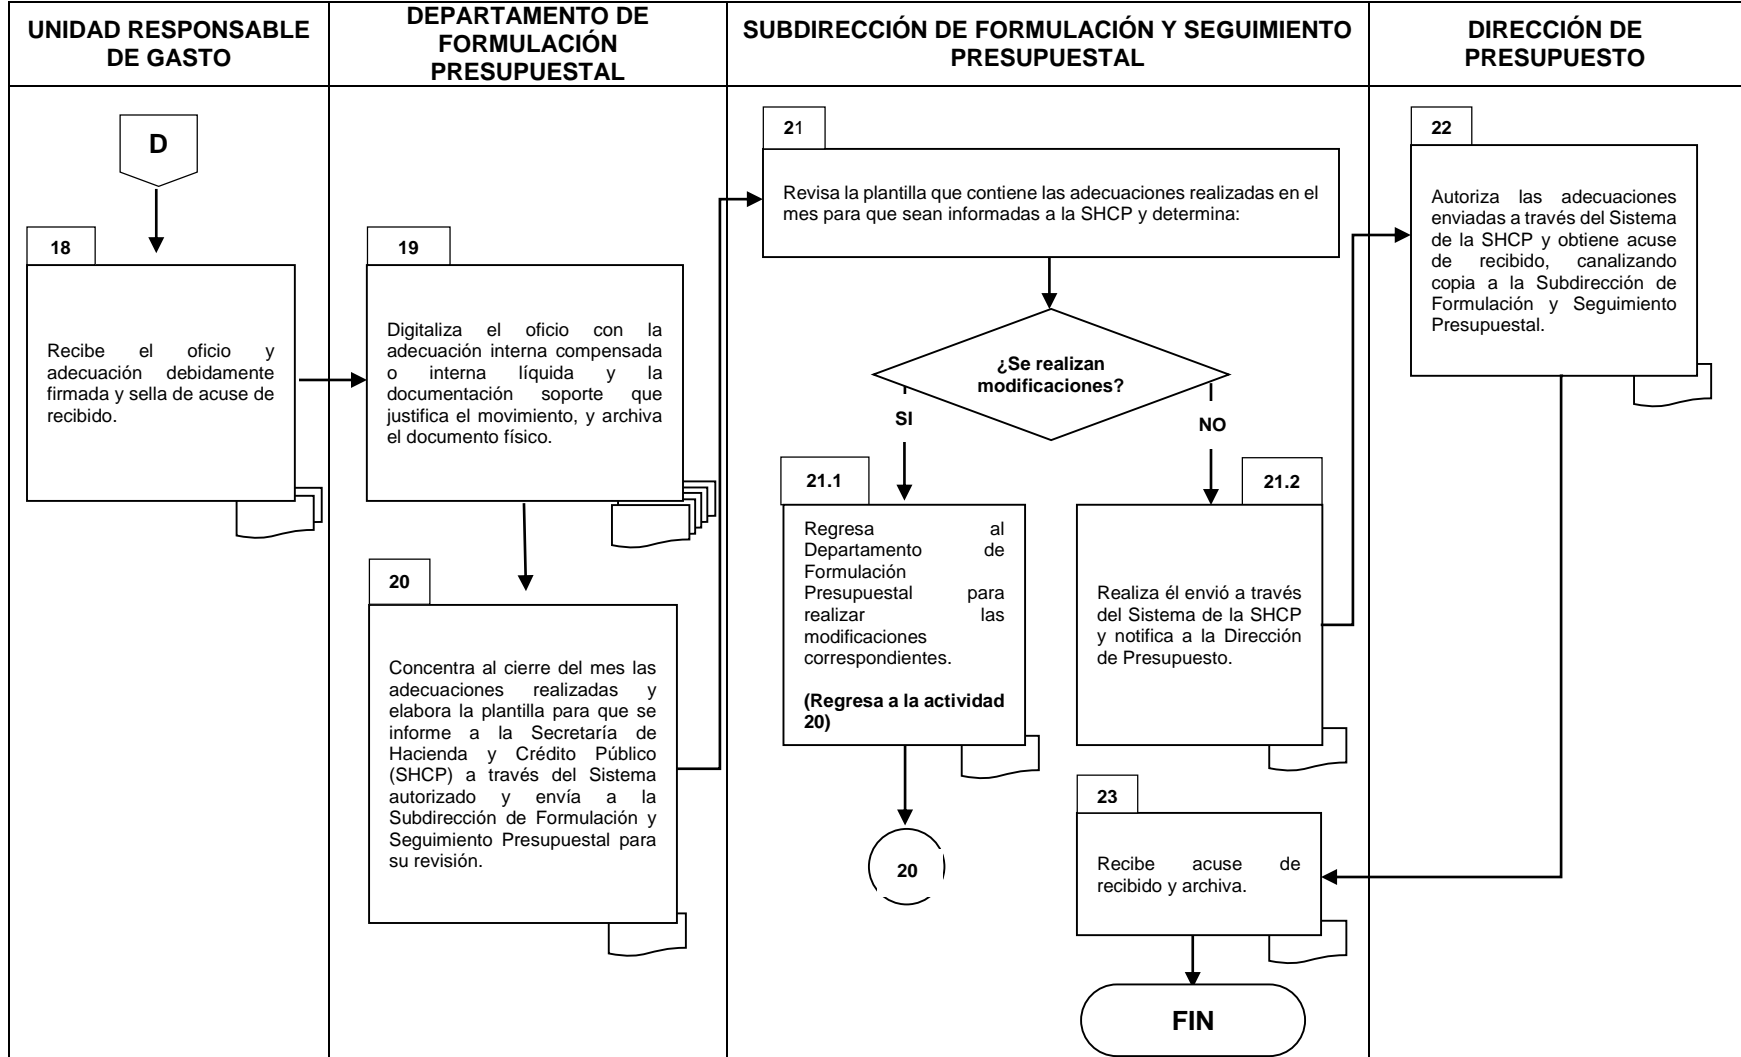 UNIDAD RESPONSABLE
DE GASTO
DEPARTAMENTO DE
FORMULACIÓN
PRESUPUESTAL
SUBDIRECCIÓN DE FORMULACIÓN Y SEGUIMIENTO
PRESUPUESTAL
DIRECCIÓN DE
PRESUPUESTO
D
18
Recibe el oficio y
adecuación debidamente
firmada y sella de acuse de
recibido.
19
Digitaliza el oficio con la
adecuación interna compensada
o interna líquida y la
documentación soporte que
justifica el movimiento, y archiva
el documento físico.
20
Concentra al cierre del mes las
adecuaciones realizadas y
elabora la plantilla para que se
informe a la Secretaría de
Hacienda y Crédito Público
(SHCP) a través del Sistema
autorizado y envía a la
Subdirección de Formulación y
Seguimiento Presupuestal para
su revisión.
21
Revisa la plantilla que contiene las adecuaciones realizadas en el
mes para que sean informadas a la SHCP y determina:
¿Se realizan
modificaciones?
SI
NO
21.1
Regresa al
Departamento de
Formulación
Presupuestal para
realizar las
modificaciones
correspondientes.
(Regresa a la actividad
20)
20
21.2
Realiza él envió a través
del Sistema de la SHCP
y notifica a la Dirección
de Presupuesto.
22
Autoriza las adecuaciones
enviadas a través del Sistema
de la SHCP y obtiene acuse
de recibido, canalizando
copia a la Subdirección de
Formulación y Seguimiento
Presupuestal.
23
Recibe acuse de
recibido y archiva.
FIN